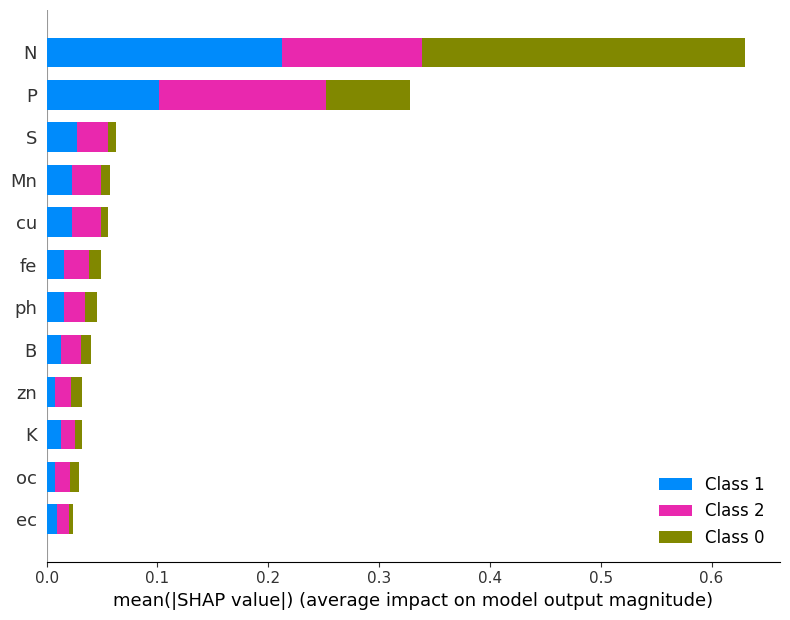 N
P
S
Mn
cu
fe
ph
B
zn
K
oc
ec
Class 1
Class 2
Class 0
0.0 0.1 0.2 0.3 0.4 0.5 0.6
mean(|SHAP value|) (average impact on model output magnitude)